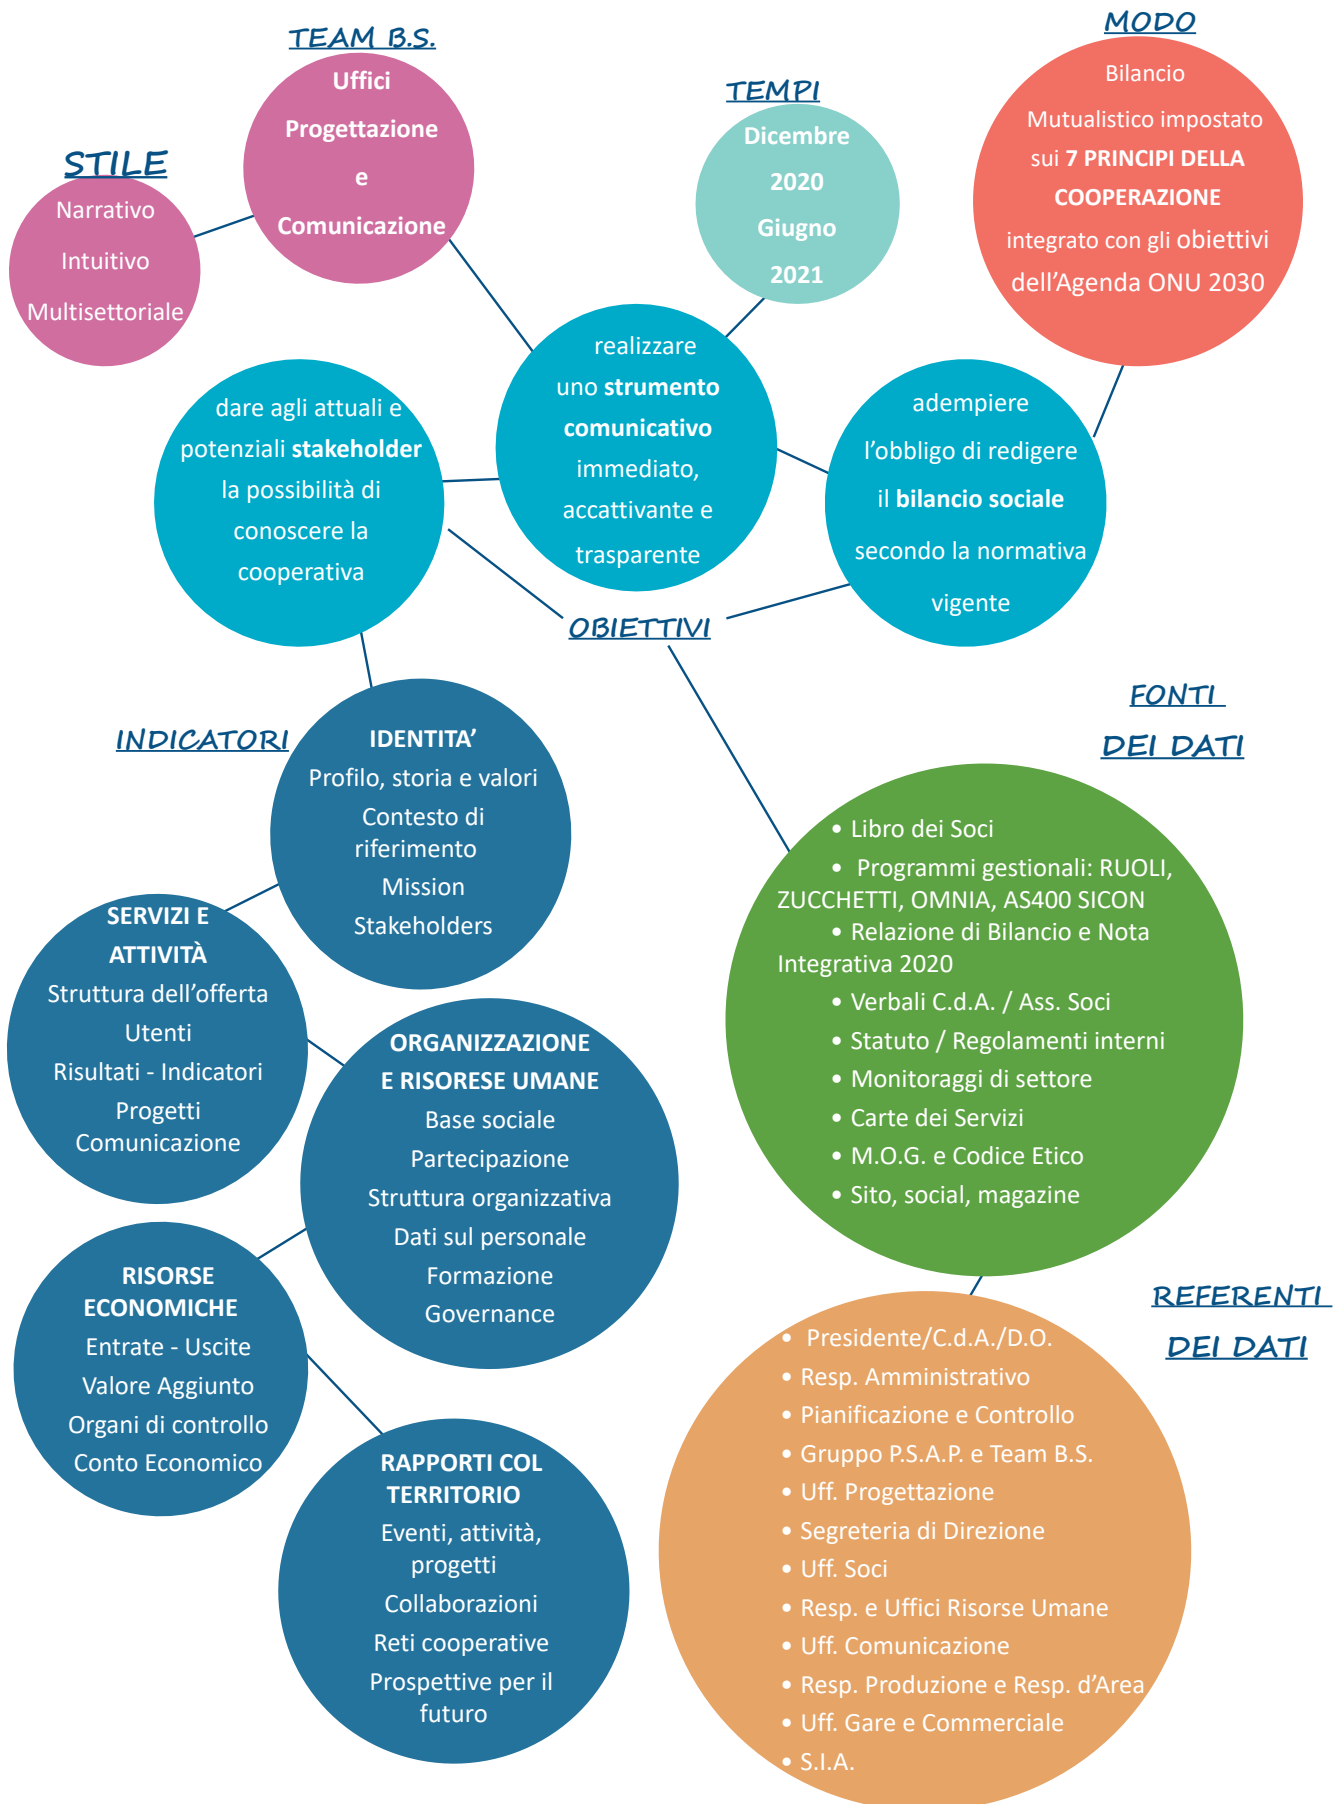 TEAM B.S.
Uffici
Progettazione
e
Comunicazione
STILE
Narrativo
Intuitivo
Multisettoriale
TEMPI
Dicembre
2020
Giugno
2021
MODO
Bilancio
Mutualistico impostato
sui 7 PRINCIPI DELLA
COOPERAZIONE
integrato con gli obiettivi
dell'Agenda ONU 2030
dare agli attuali e
potenziali stakeholder
la possibilità di
conoscere la
cooperativa
realizzare
uno strumento
comunicativo
immediato,
accattivante e
trasparente
adempiere
l'obbligo di redigere
il bilancio sociale
secondo la normativa
vigente
OBIETTIVI
INDICATORI
IDENTITA'
Profilo, storia e valori
Contesto di
riferimento
Mission
Stakeholders
SERVIZI E
ATTIVITÀ
Struttura dell'offerta
Utenti
Risultati - Indicatori
Progetti
Comunicazione
ORGANIZZAZIONE
E RISORESE UMANE
Base sociale
Partecipazione
Struttura organizzativa
Dati sul personale
Formazione
Governance
RISORSE
ECONOMICHE
Entrate - Uscite
Valore Aggiunto
Organi di controllo
Conto Economico
RAPPORTI COL
TERRITORIO
Eventi, attività,
progetti
Collaborazioni
Reti cooperative
Prospettive per il
futuro
FONTI
DEI DATI
• Libro dei Soci
• Programmi gestionali: RUOLI,
ZUCCHETTI, OMNIA, AS400 SICON
• Relazione di Bilancio e Nota
Integrativa 2020
• Verbali C.d.A. / Ass. Soci
• Statuto / Regolamenti interni
• Monitoraggi di settore
• Carte dei Servizi
• M.O.G. e Codice Etico
• Sito, social, magazine
REFERENTI
DEI DATI
• Presidente/C.d.A./D.O.
• Resp. Amministrativo
• Pianificazione e Controllo
• Gruppo P.S.A.P. e Team B.S.
• Uff. Progettazione
• Segreteria di Direzione
• Uff. Soci
• Resp. e Uffici Risorse Umane
• Uff. Comunicazione
• Resp. Produzione e Resp. d'Area
• Uff. Gare e Commerciale
• S.I.A.